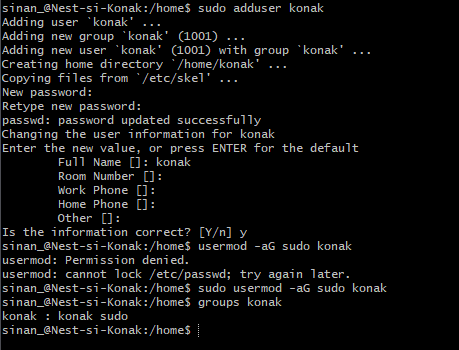 sinan_@Nest-si-Konak:/home$ sudo adduser konak
Adding user `konak' ...
Adding new group `konak' (1001) ...
Adding new user `konak' (1001) with group `konak' ...
Creating home directory `/home/konak' ...
Copying files from `/etc/skel' ...
New password:
Retype new password:
passwd: password updated successfully
Changing the user information for konak
Enter the new value, or press ENTER for the default
        Full Name []: konak
        Room Number []:
        Work Phone []:
        Home Phone []:
        Other []:
Is the information correct? [Y/n] y
sinan_@Nest-si-Konak:/home$ usermod -aG sudo konak
usermod: Permission denied.
usermod: cannot lock /etc/passwd; try again later.
sinan_@Nest-si-Konak:/home$ sudo usermod -aG sudo konak
sinan_@Nest-si-Konak:/home$ groups konak
konak : konak sudo
sinan_@Nest-si-Konak:/home$